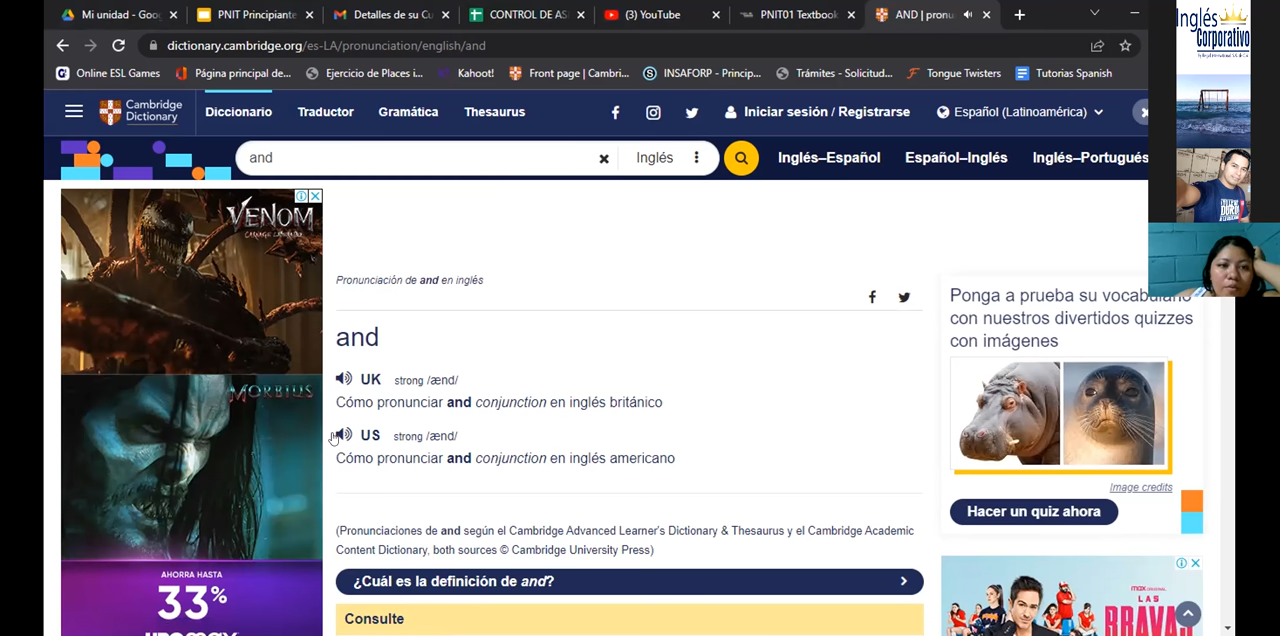 Mi unidad - Goo
PNIT Principiante
Detalles de su Cu
CONTROL DE AS
(3) YouTube
PNIT01 Textbook
AND | pronu
dictionary.cambridge.org/es-LA/pronunciation/english/and
Online ESL Games
Página principal de...
Ejercicio de Places i...
Kahoot!
Front page | Cambri...
INSAFORP - Princip...
Trámites - Solicitud...
Tongue Twisters
Tutorias Spanish
Inglés
Corporativo
Cambridge
Dictionary
Diccionario
Traductor
Gramática
Thesaurus
Iniciar sesión / Registrarse
Español (Latinoamérica)
and
Inglés
Inglés–Español
Español–Inglés
Inglés–Portugués
VENOM
MORBIUS
AHORRA HASTA
33%
Pronunciación de and en inglés
and
UK strong /ænd/
Cómo pronunciar and conjunction en inglés británico
US strong /ænd/
Cómo pronunciar and conjunction en inglés americano
(Pronunciaciones de and según el Cambridge Advanced Learner's Dictionary & Thesaurus y el Cambridge Academic
Content Dictionary, both sources © Cambridge University Press)
¿Cuál es la definición de and?
Consulte
Ponga a prueba su vocabulario
con nuestros divertidos quizzes
con imágenes
Image credits
Hacer un quiz ahora
max ORIGINAL
LAS
BRAVAS